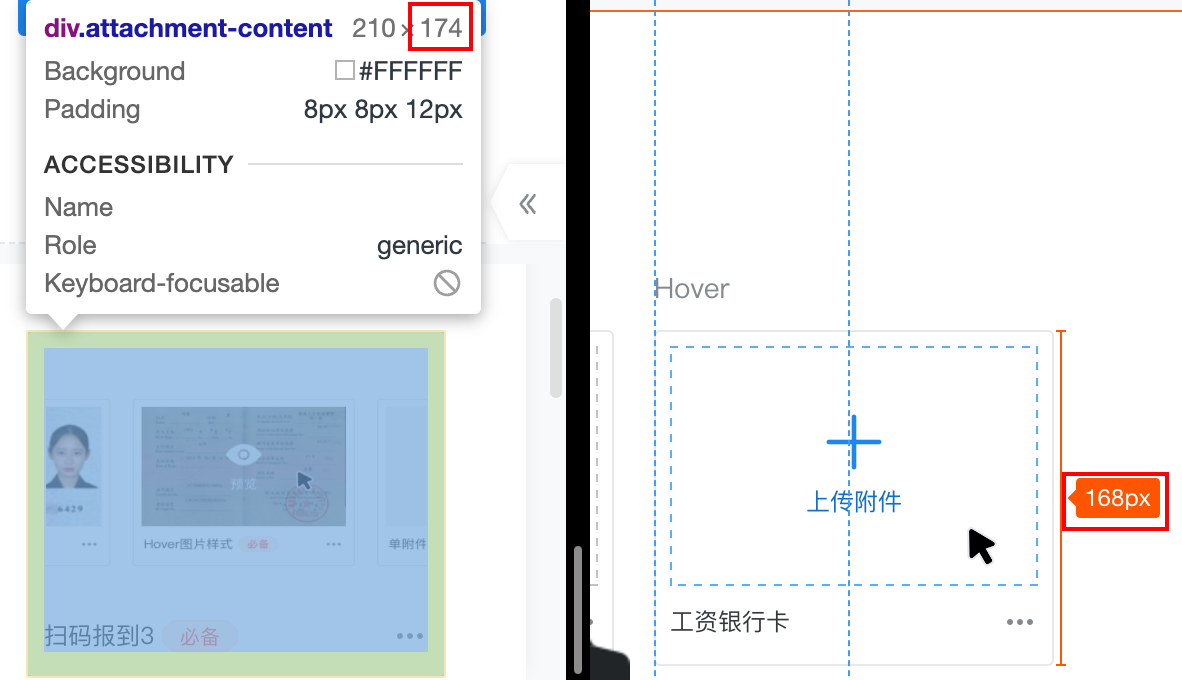 div.attachment-content 210 × 174
Background #FFFFFF
Padding 8px 8px 12px
ACCESSIBILITY
Name
Role generic
Keyboard-focusable
预览
6429
Hover图片样式 必备
单附件
扫码报到3 必备
Hover
上传附件
168px
工资银行卡